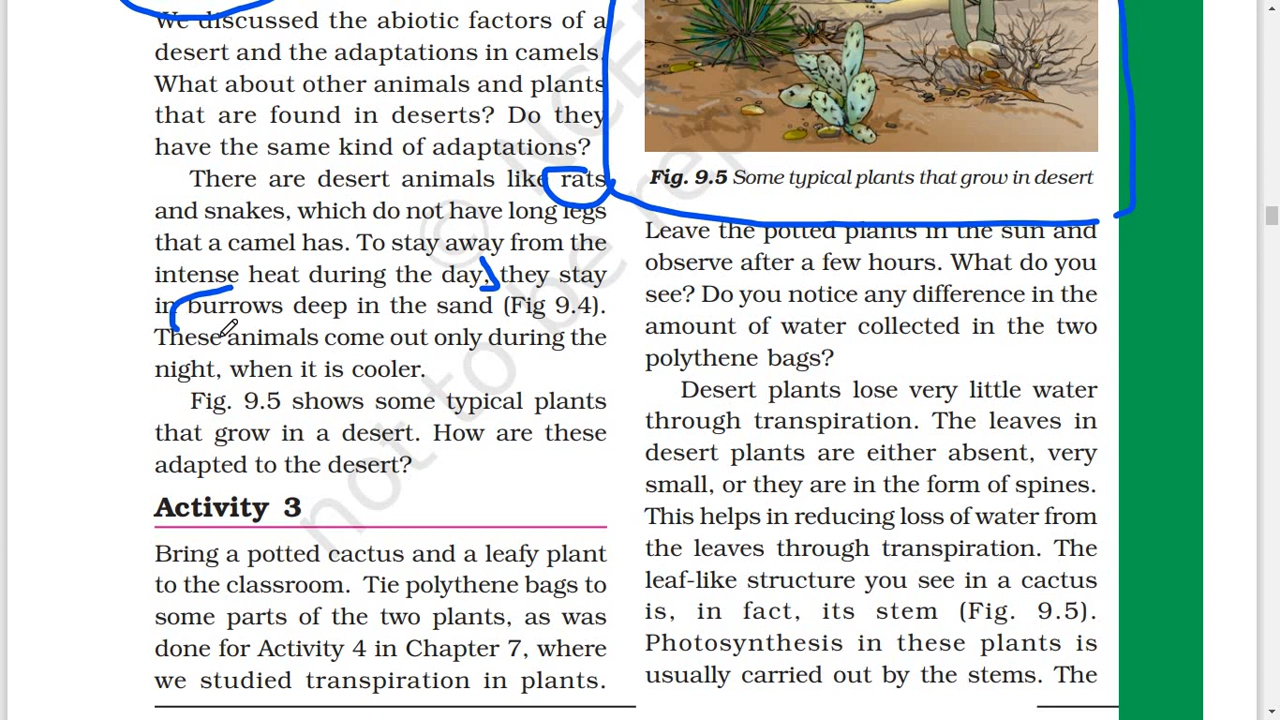 We discussed the abiotic factors of a
desert and the adaptations in camels.
What about other animals and plants
that are found in deserts? Do they
have the same kind of adaptations?
There are desert animals like rats
and snakes, which do not have long legs
that a camel has. To stay away from the
intense heat during the day, they stay
in burrows deep in the sand (Fig 9.4).
These animals come out only during the
night, when it is cooler.
Fig. 9.5 shows some typical plants
that grow in a desert. How are these
adapted to the desert?
Activity 3
Bring a potted cactus and a leafy plant
to the classroom. Tie polythene bags to
some parts of the two plants, as was
done for Activity 4 in Chapter 7, where
we studied transpiration in plants.
Fig. 9.5 Some typical plants that grow in desert
Leave the potted plants in the sun and
observe after a few hours. What do you
see? Do you notice any difference in the
amount of water collected in the two
polythene bags?
Desert plants lose very little water
through transpiration. The leaves in
desert plants are either absent, very
small, or they are in the form of spines.
This helps in reducing loss of water from
the leaves through transpiration. The
leaf-like structure you see in a cactus
is, in fact, its stem (Fig. 9.5).
Photosynthesis in these plants is
usually carried out by the stems. The
© NCE
not to be rep